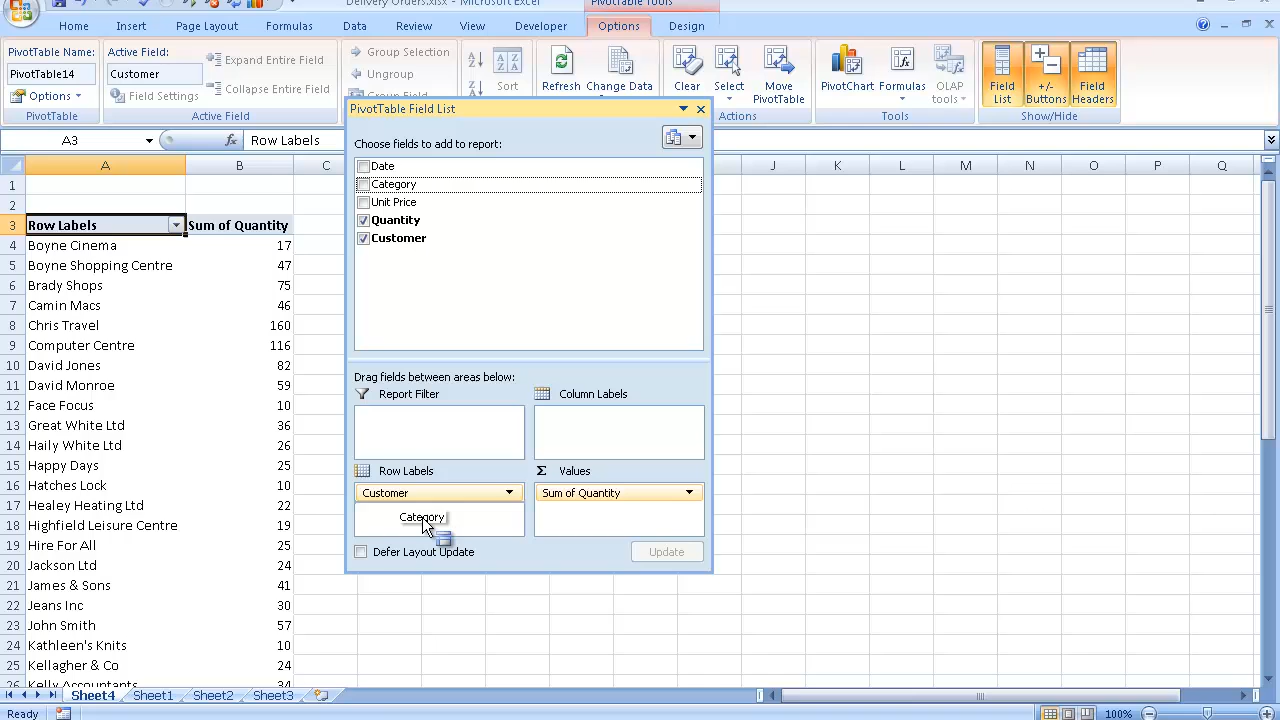 Delivery Orders.xlsx - Microsoft Excel
PivotTable Tools
Home Insert Page Layout Formulas Data Review View Developer Options Design
PivotTable Name:
PivotTable14
Options
PivotTable
Active Field:
Customer
Field Settings
Expand Entire Field
Collapse Entire Field
Active Field
Group Selection
Ungroup
Group Field
Sort
Refresh
Change Data
Clear
Select
Move PivotTable
Actions
PivotChart
Formulas
OLAP tools
Tools
Field List
+/- Buttons
Field Headers
Show/Hide
A3
fx
Row Labels
A B C J K L M N O P Q
1
2
3 Row Labels Sum of Quantity
4 Boyne Cinema 17
5 Boyne Shopping Centre 47
6 Brady Shops 75
7 Camin Macs 46
8 Chris Travel 160
9 Computer Centre 116
10 David Jones 82
11 David Monroe 59
12 Face Focus 10
13 Great White Ltd 36
14 Haily White Ltd 26
15 Happy Days 25
16 Hatches Lock 10
17 Healey Heating Ltd 22
18 Highfield Leisure Centre 19
19 Hire For All 25
20 Jackson Ltd 24
21 James & Sons 41
22 Jeans Inc 30
23 John Smith 57
24 Kathleen's Knits 10
25 Kellagher & Co 24
26 Kelly Accountants 34
PivotTable Field List
Choose fields to add to report:
Date
Category
Unit Price
Quantity
Customer
Drag fields between areas below:
Report Filter
Column Labels
Row Labels
Σ Values
Customer
Sum of Quantity
Category
Defer Layout Update
Update
Sheet4 Sheet1 Sheet2 Sheet3
Ready
100%